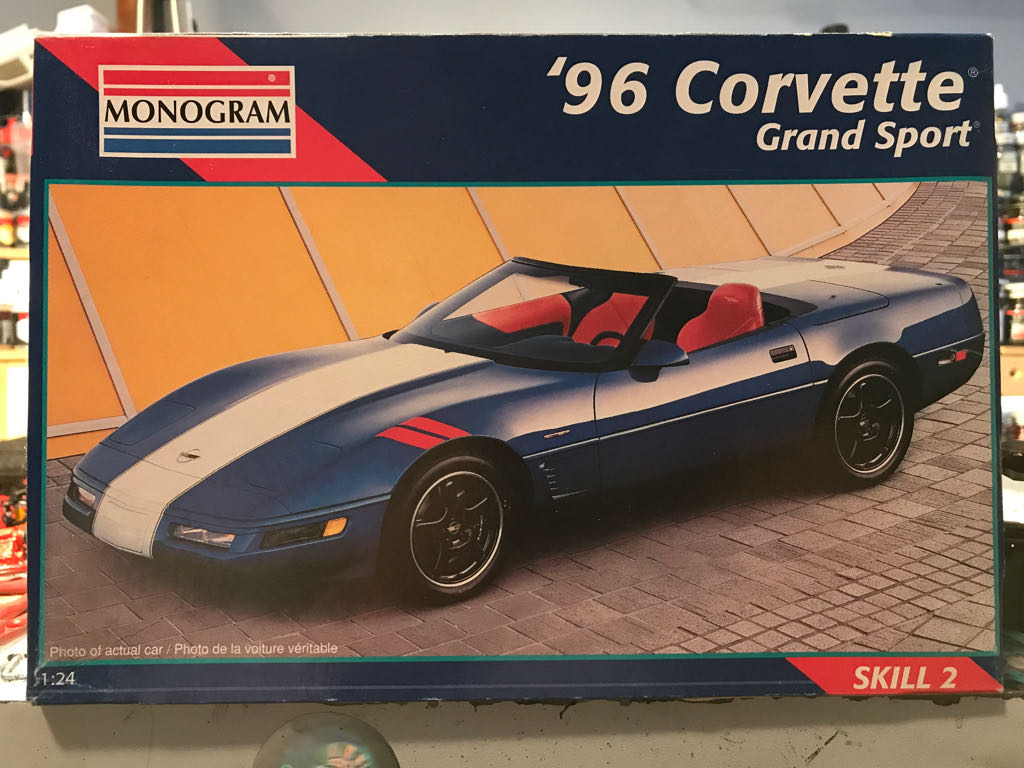 MONOGRAM®
'96 Corvette®
Grand Sport®
Photo of actual car / Photo de la voiture véritable
1:24
SKILL 2